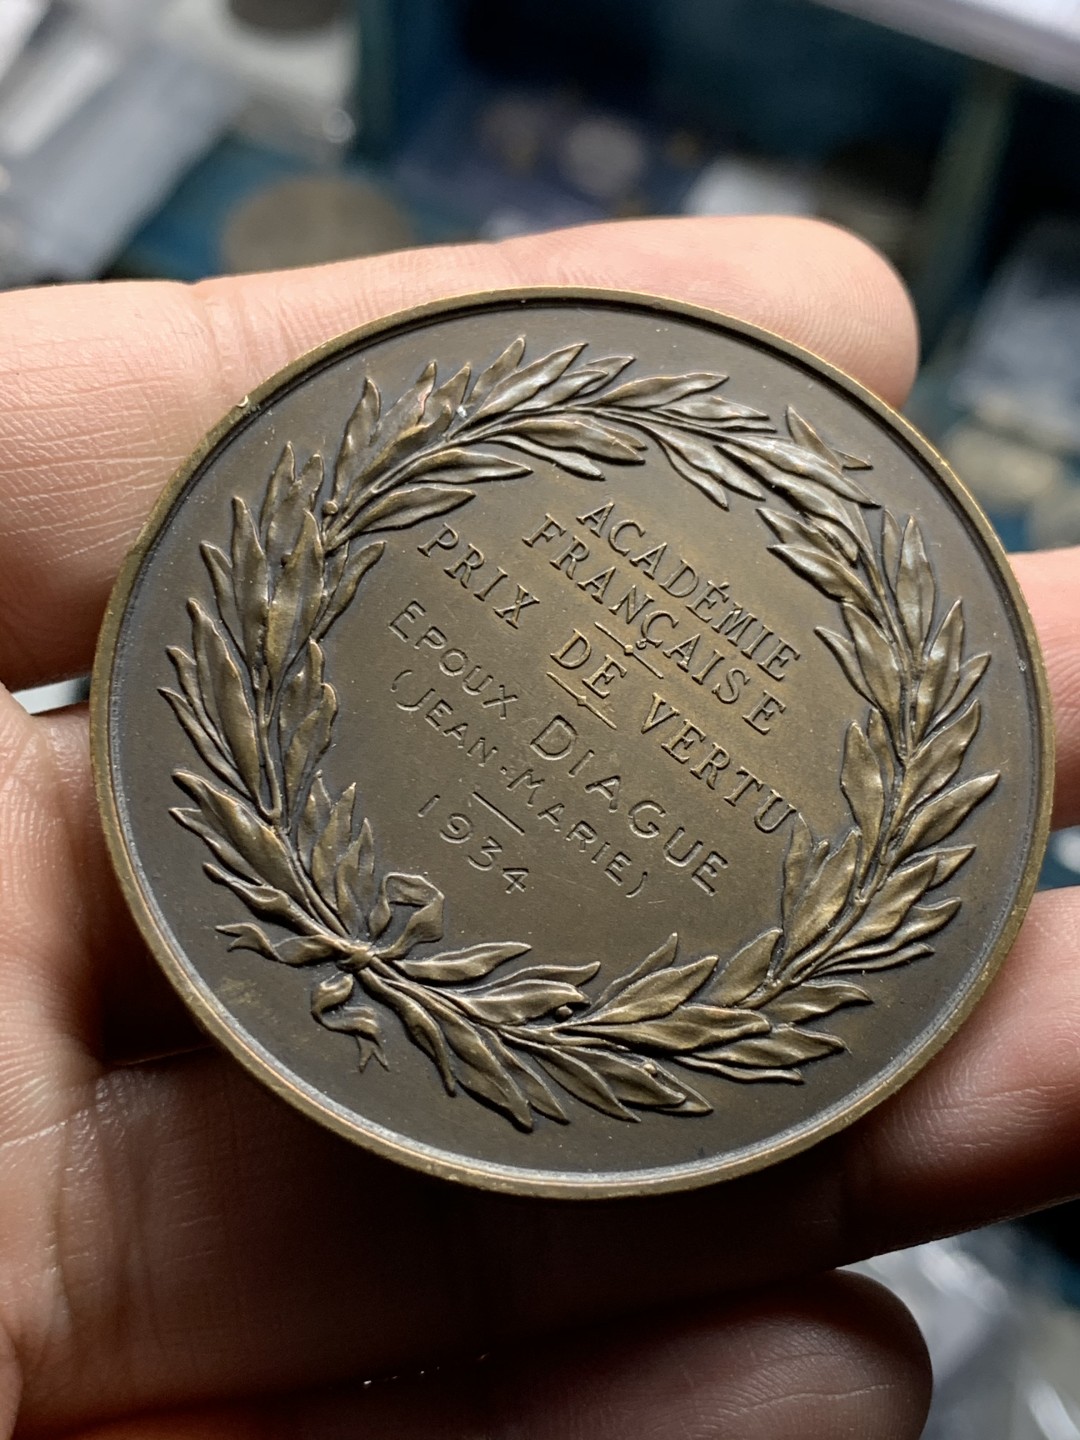 ACADÉMIE
FRANÇAISE
PRIX DE VERTU
EPOUX DIAGUE
(JEAN-MARIE)
1934